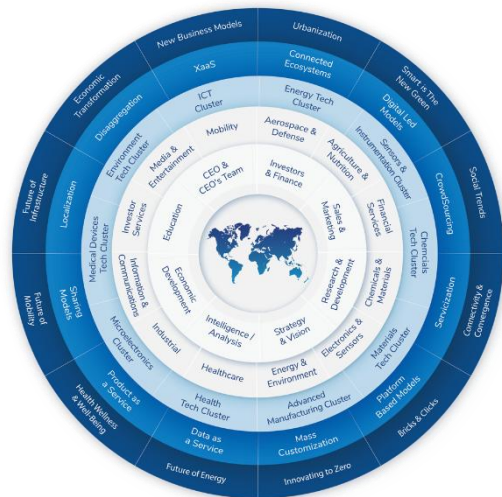 New Business Models
Urbanization
Smart is The
New Green
Social Trends
Connectivity &
Convergence
Bricks & Clicks
Innovating to Zero
Future of Energy
Health Wellness
& Well-Being
Future of
Mobility
Future of
Infrastructure
Economic
Transformation
XaaS
Connected
Ecosystems
Digital Led
Models
CrowdSourcing
Servicization
Platform
Based Models
Mass
Customization
Data as
a Service
Product as
a Service
Sharing
Models
Localization
Disaggregation
ICT
Cluster
Energy Tech
Cluster
Sensors &
Instrumentation Cluster
Chemcials
Tech Cluster
Materials
Tech Cluster
Advanced
Manufacturing Cluster
Health
Tech Cluster
Microelectronics
Cluster
Medical Devices
Tech Cluster
Environment
Tech Cluster
Mobility
Aerospace &
Defense
Agriculture &
Nutrition
Financial
Services
Chemicals &
Materials
Electronics &
Sensors
Energy &
Environment
Healthcare
Industrial
Information &
Communications
Investor
Services
Media &
Entertainment
CEO &
CEO's Team
Investors
& Finance
Sales &
Marketing
Research &
Development
Strategy
& Vision
Intelligence /
Analysis
Economic
Development
Education